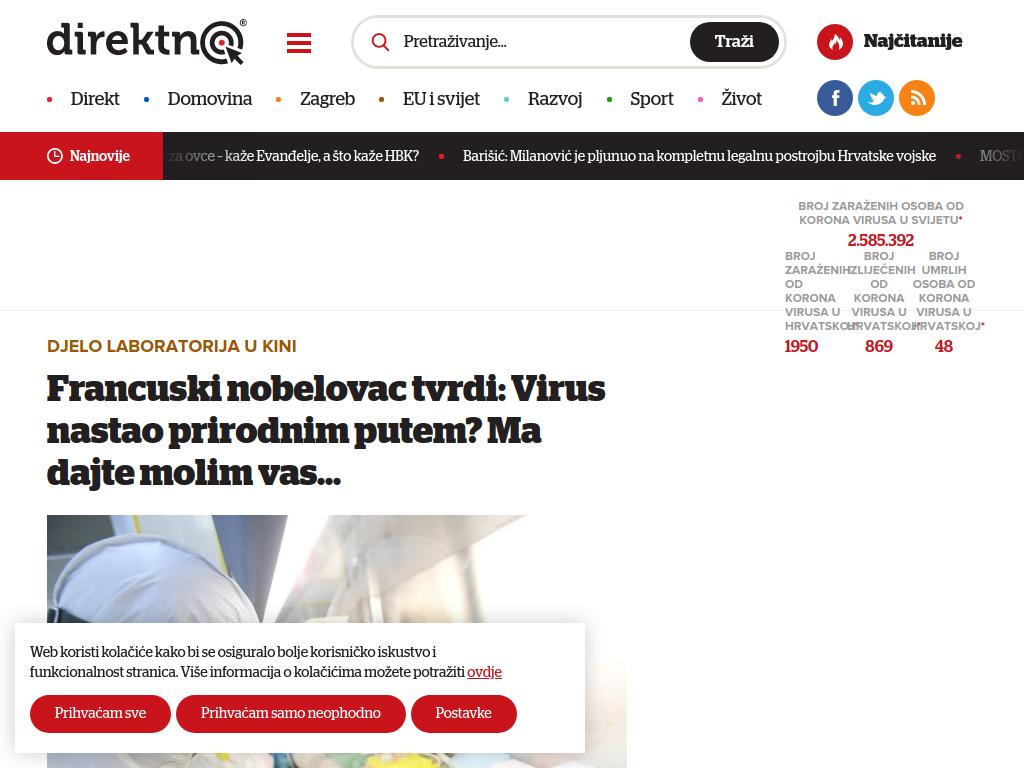 direktno®
Pretraživanje...
Traži
Najčitanije
Direkt
Domovina
Zagreb
EU i svijet
Razvoj
Sport
Život
Najnovije
za ovce – kaže Evanđelje, a što kaže HBK?
Barišić: Milanović je pljunuo na kompletnu legalnu postrojbu Hrvatske vojske
BROJ ZARAŽENIH OSOBA OD
KORONA VIRUSA U SVIJETU*
2.585.392
BROJ
ZARAŽENIH
OD
KORONA
VIRUSA U
HRVATSKOJ*
1950
BROJ
IZLIJEČENIH
OD
KORONA
VIRUSA U
HRVATSKOJ*
869
BROJ
UMRLIH
OSOBA OD
KORONA
VIRUSA U
HRVATSKOJ*
48
DJELO LABORATORIJA U KINI
Francuski nobelovac tvrdi: Virus
nastao prirodnim putem? Ma
dajte molim vas...
Web koristi kolačiće kako bi se osiguralo bolje korisničko iskustvo i
funkcionalnost stranica. Više informacija o kolačićima možete potražiti ovdje
Prihvaćam sve
Prihvaćam samo neophodno
Postavke